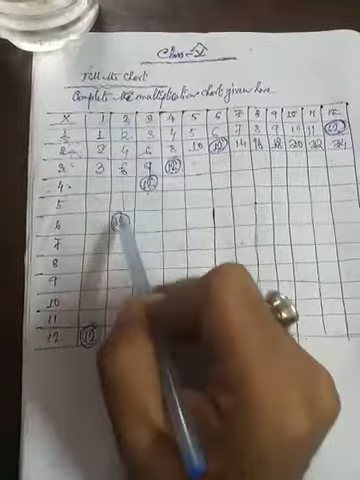 Class - V
Fill the chart
Complete the multiplication chart given here
X 1 2 3 4 5 6 7 8 9 10 11 12
1 1 2 3 4 5 6 7 8 9 10 11 12
2 2 4 6 8 10 12 14 16 18 20 22 24
3 3 6 9 12
4 12
5
6 12
7
8
9
10
11
12 12